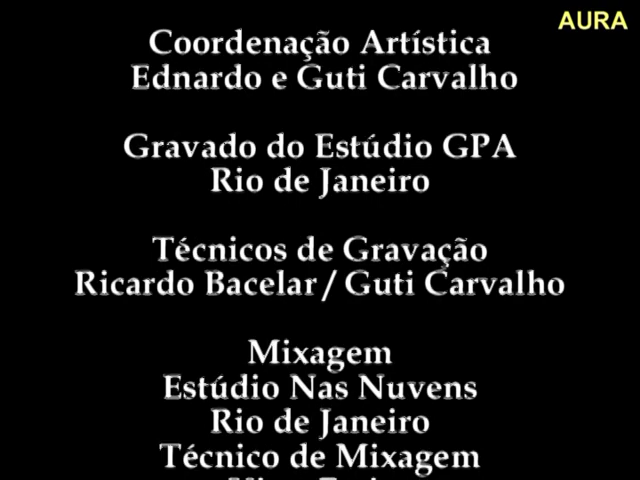 AURA
Coordenação Artística
Ednardo e Guti Carvalho
Gravado do Estúdio GPA
Rio de Janeiro
Técnicos de Gravação
Ricardo Bacelar / Guti Carvalho
Mixagem
Estúdio Nas Nuvens
Rio de Janeiro
Técnico de Mixagem